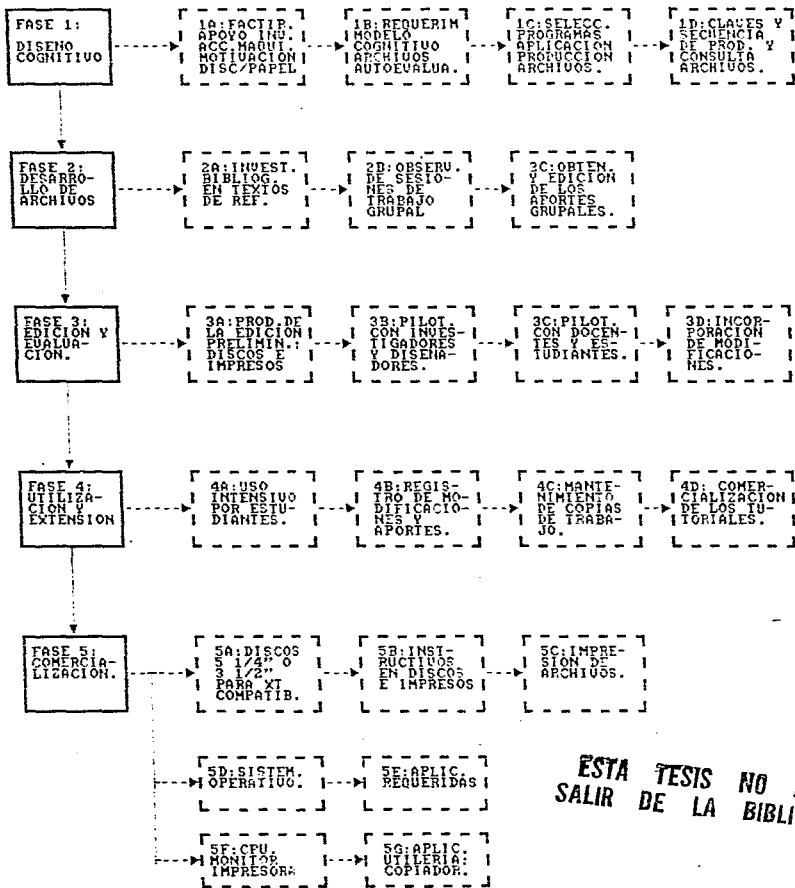 FASE 1:
DISENO
COGNITIVO
1A:FACTIP.
APOYO INV.
ACC.MAQUI.
MOTIVACION
DISC/PAPEL
1B:REQUERIM
MODELO
COGNITIVO
ARCHIVOS
AUTOEVALUA.
1C:SELECC.
PROGRAMAS
APLICACION
PRODUCCION
ARCHIVOS.
1D:CLAVES Y
SECUENCIA
DE PROD. Y
CONSULTA
ARCHIVOS.
FASE 2:
DESARRO-
LLO DE
ARCHIVOS
2A:INVEST.
BIBLIOG.
EN TEXTOS
DE REF.
2B:OBSERV.
DE SESIO-
NES DE
TRABAJO
GRUPAL
3C:OBTEN.
Y EDICION
DE LOS
APORTES
GRUPALES.
FASE 3:
EDICION Y
EVALUA-
CION.
3A:PROD.DE
LA EDICION
PRELIMIN.:
DISCOS E
IMPRESOS
3B:PILOT.
CON INVES-
TIGADORES
Y DISENA-
DORES.
3C:PILOT.
CON DOCEN-
TES Y ES-
TUDIANTES.
3D:INCOR-
PORACION
DE MODI-
FICACIO-
NES.
FASE 4:
UTILIZA-
CION Y
EXTENSION
4A:USO
INTENSIVO
POR ESTU-
DIANTES.
4B:REGIS-
TRO DE MO-
DIFICACIO-
NES Y
APORTES.
4C:MANTE-
NIMIENTO
DE COPIAS
DE TRABA-
JO.
4D: COMER-
CIALIZACION
DE LOS TU-
TORIALES.
FASE 5:
COMERCIA-
LIZACION.
5A:DISCOS
5 1/4" O
3 1/2"
PARA XT
COMPATIB.
5B:INST-
RUCTIVOS
EN DISCOS
E IMPRESOS
5C:IMPRE-
SION DE
ARCHIVOS.
5D:SISTEM.
OPERATIVO.
5E:APLIC.
REQUERIDAS
5F:CPU.
MONITOR
IMPRESORA
5G:APLIC.
UTILERIA:
COPIADOR.
ESTA TESIS NO
SALIR DE LA BIBLI